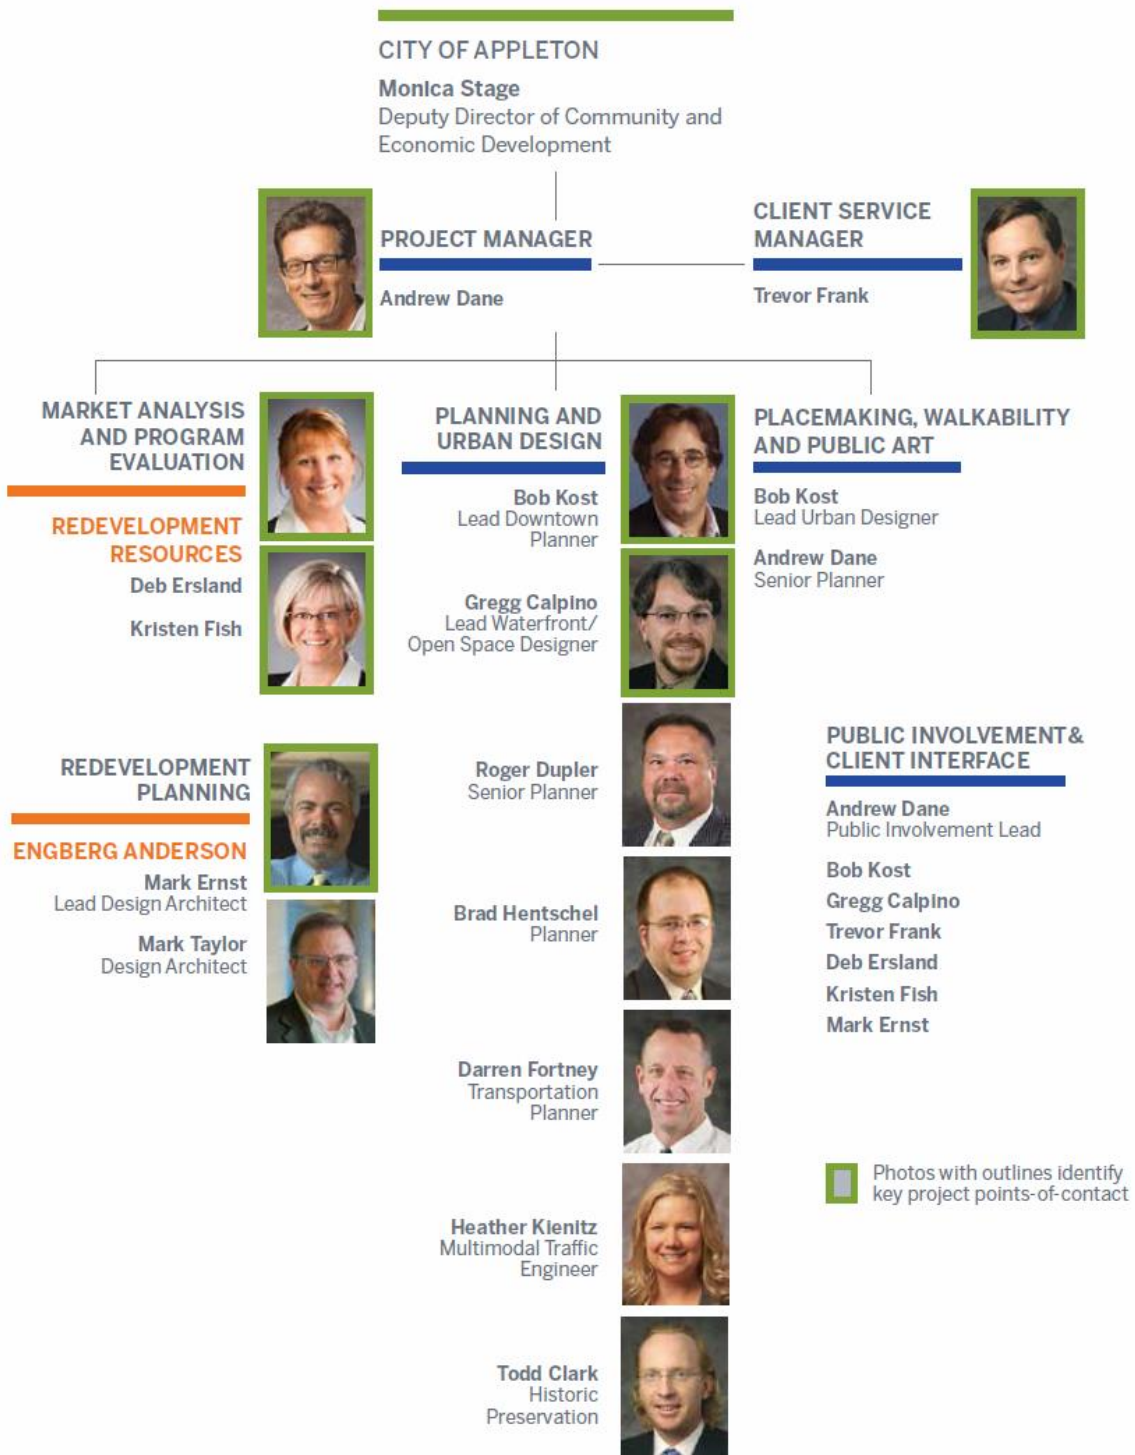 CITY OF APPLETON
Monica Stage
Deputy Director of Community and
Economic Development
PROJECT MANAGER
Andrew Dane
CLIENT SERVICE
MANAGER
Trevor Frank
MARKET ANALYSIS
AND PROGRAM
EVALUATION
REDEVELOPMENT
RESOURCES
Deb Ersland
Kristen Fish
REDEVELOPMENT
PLANNING
ENGBERG ANDERSON
Mark Ernst
Lead Design Architect
Mark Taylor
Design Architect
PLANNING AND
URBAN DESIGN
Bob Kost
Lead Downtown
Planner
Gregg Calpino
Lead Waterfront/
Open Space Designer
Roger Dupler
Senior Planner
Brad Hentschel
Planner
Darren Fortney
Transportation
Planner
Heather Kienitz
Multimodal Traffic
Engineer
Todd Clark
Historic
Preservation
PLACEMAKING, WALKABILITY
AND PUBLIC ART
Bob Kost
Lead Urban Designer
Andrew Dane
Senior Planner
PUBLIC INVOLVEMENT &
CLIENT INTERFACE
Andrew Dane
Public Involvement Lead
Bob Kost
Gregg Calpino
Trevor Frank
Deb Ersland
Kristen Fish
Mark Ernst
Photos with outlines identify
key project points-of-contact